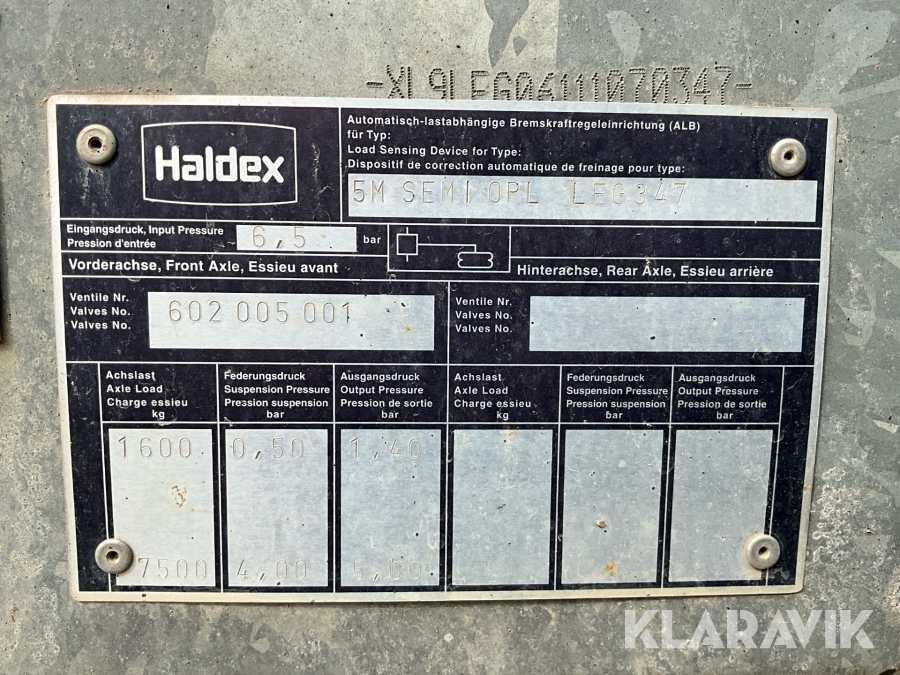 -XL9LEG06111070347-
Haldex
Automatisch-lastabhängige Bremskraftregeleinrichtung (ALB)
für Typ:
Load Sensing Device for Type:
Dispositif de correction automatique de freinage pour type:
5M SEMI OPL LEG347
Eingangsdruck, Input Pressure
Pression d'entrée
6,5
bar
Vorderachse, Front Axle, Essieu avant
Hinterachse, Rear Axle, Essieu arrière
Ventile Nr.
Valves No.
Valves No.
602 005 001
Ventile Nr.
Valves No.
Valves No.
Achslast
Axle Load
Charge essieu
kg
Federungsdruck
Suspension Pressure
Pression suspension
bar
Ausgangsdruck
Output Pressure
Pression de sortie
bar
Achslast
Axle Load
Charge essieu
kg
Federungsdruck
Suspension Pressure
Pression suspension
bar
Ausgangsdruck
Output Pressure
Pression de sortie
bar
1600 0,50 1,40
7500 4,00 5,00
KLARAVIK